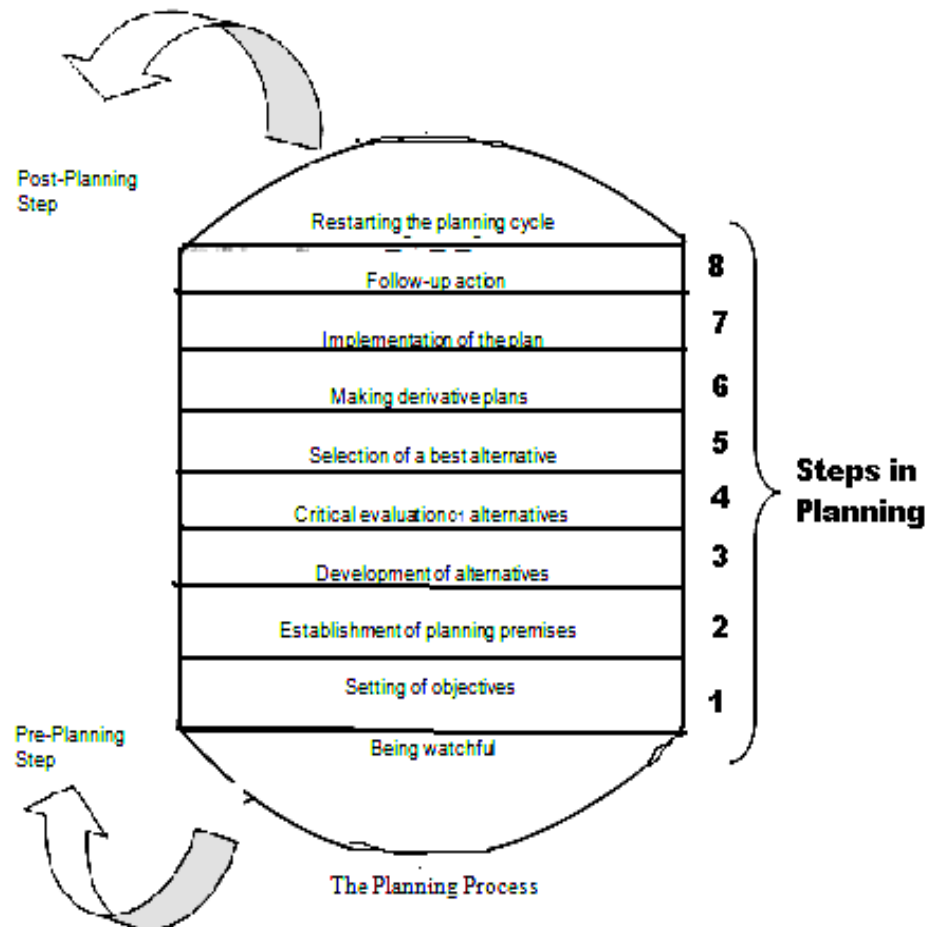 Post-Planning
Step
Restarting the planning cycle
Follow-up action
8
Implementation of the plan
7
Making derivative plans
6
Selection of a best alternative
5
Critical evaluation of alternatives
4
Development of alternatives
3
Establishment of planning premises
2
Setting of objectives
1
Steps in
Planning
Pre-Planning
Step
Being watchful
The Planning Process